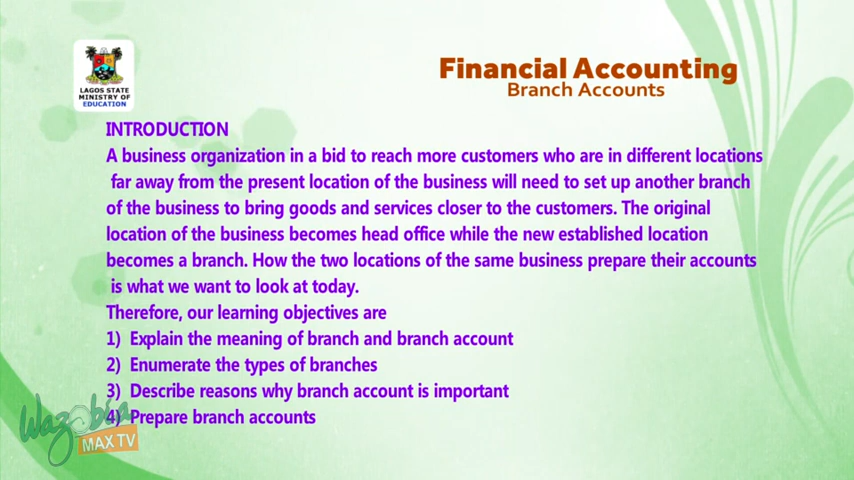 Financial Accounting
Branch Accounts
LAGOS STATE
MINISTRY OF
EDUCATION
INTRODUCTION
A business organization in a bid to reach more customers who are in different locations
far away from the present location of the business will need to set up another branch
of the business to bring goods and services closer to the customers. The original
location of the business becomes head office while the new established location
becomes a branch. How the two locations of the same business prepare their accounts
is what we want to look at today.
Therefore, our learning objectives are
1) Explain the meaning of branch and branch account
2) Enumerate the types of branches
3) Describe reasons why branch account is important
4) Prepare branch accounts
Wazobia
MAX TV